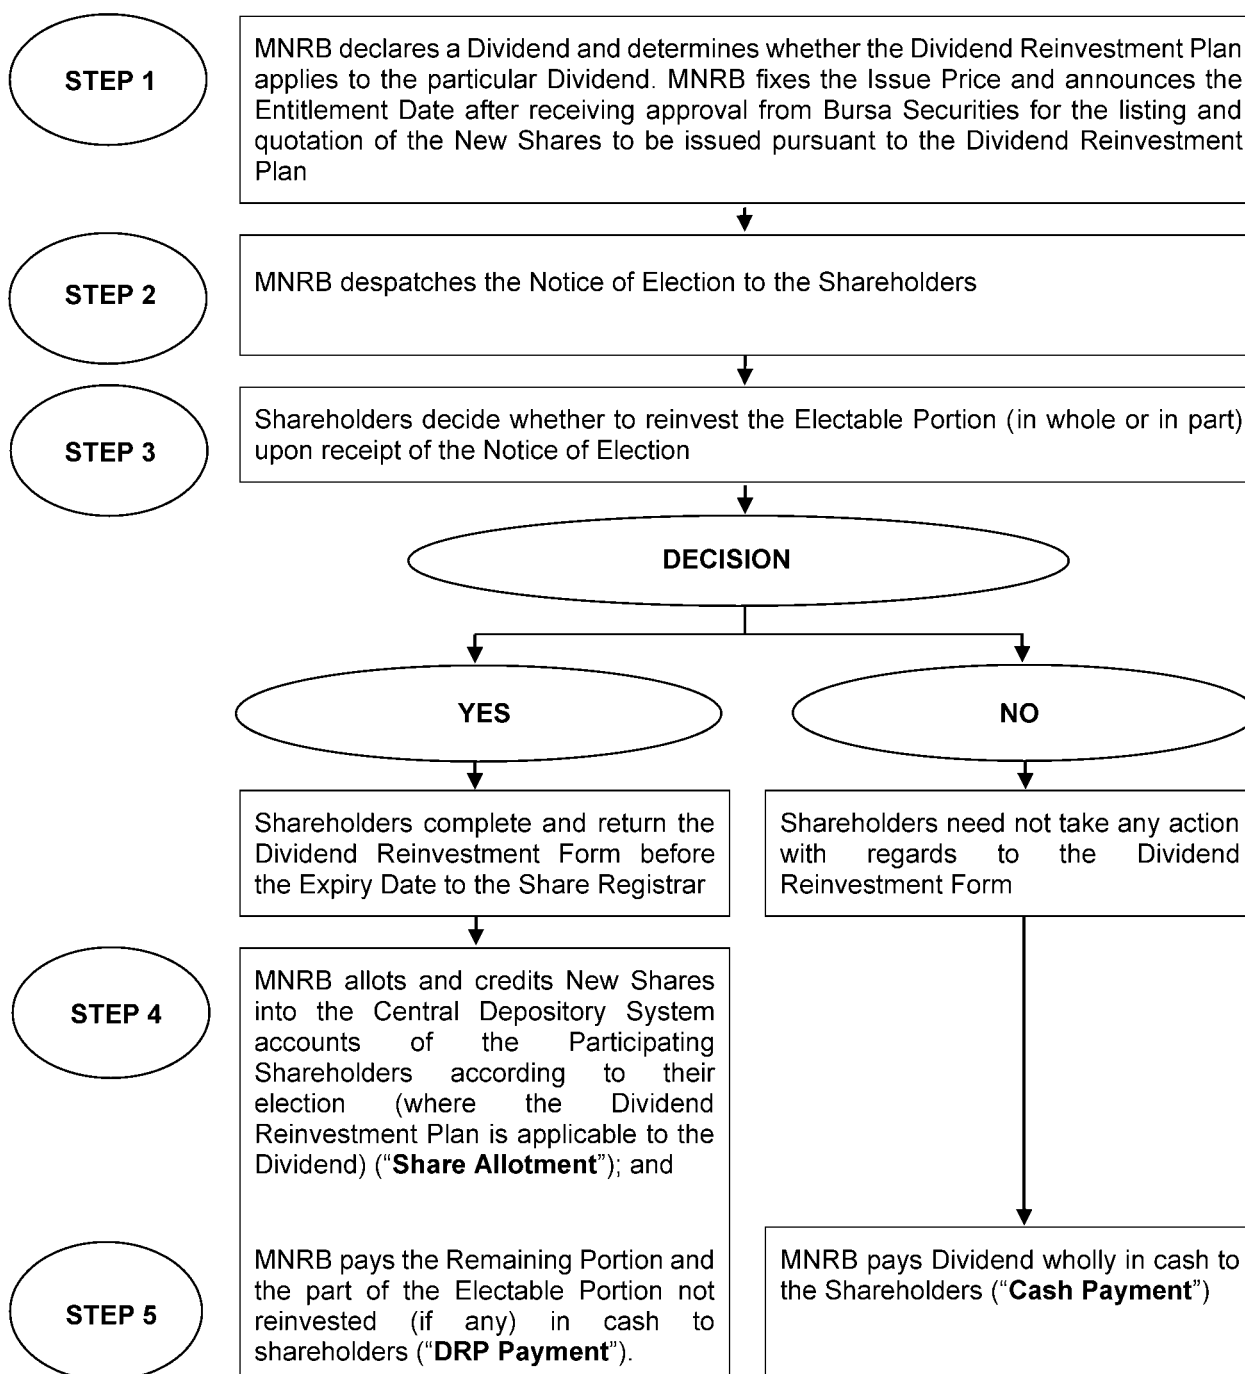 STEP 1
MNRB declares a Dividend and determines whether the Dividend Reinvestment Plan
applies to the particular Dividend. MNRB fixes the Issue Price and announces the
Entitlement Date after receiving approval from Bursa Securities for the listing and
quotation of the New Shares to be issued pursuant to the Dividend Reinvestment
Plan
STEP 2
MNRB despatches the Notice of Election to the Shareholders
STEP 3
Shareholders decide whether to reinvest the Electable Portion (in whole or in part)
upon receipt of the Notice of Election
DECISION
YES
NO
Shareholders complete and return the
Dividend Reinvestment Form before
the Expiry Date to the Share Registrar
Shareholders need not take any action
with regards to the Dividend
Reinvestment Form
STEP 4
MNRB allots and credits New Shares
into the Central Depository System
accounts of the Participating
Shareholders according to their
election (where the Dividend
Reinvestment Plan is applicable to the
Dividend) (“Share Allotment”); and
STEP 5
MNRB pays the Remaining Portion and
the part of the Electable Portion not
reinvested (if any) in cash to
shareholders (“DRP Payment”).
MNRB pays Dividend wholly in cash to
the Shareholders (“Cash Payment”)